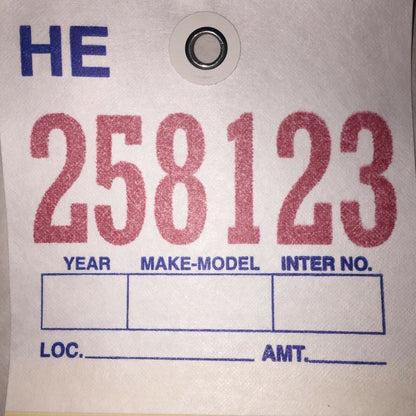 HE
258123
YEAR MAKE-MODEL INTER NO.
LOC. AMT.